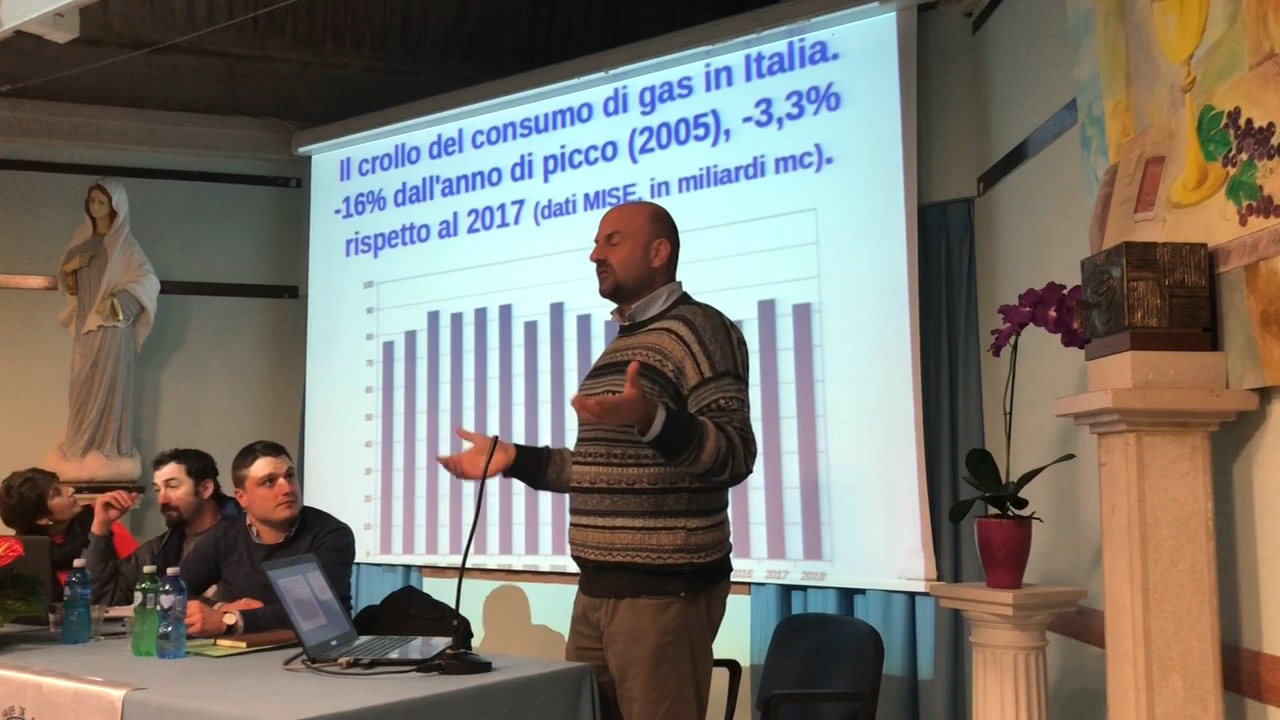 Il crollo del consumo di gas in Italia.
-16% dall'anno di picco (2005), -3,3%
rispetto al 2017 (dati MISE, in miliardi mc).
100
90
80
70
60
50
40
30
20
10
0
2016 2017 2018